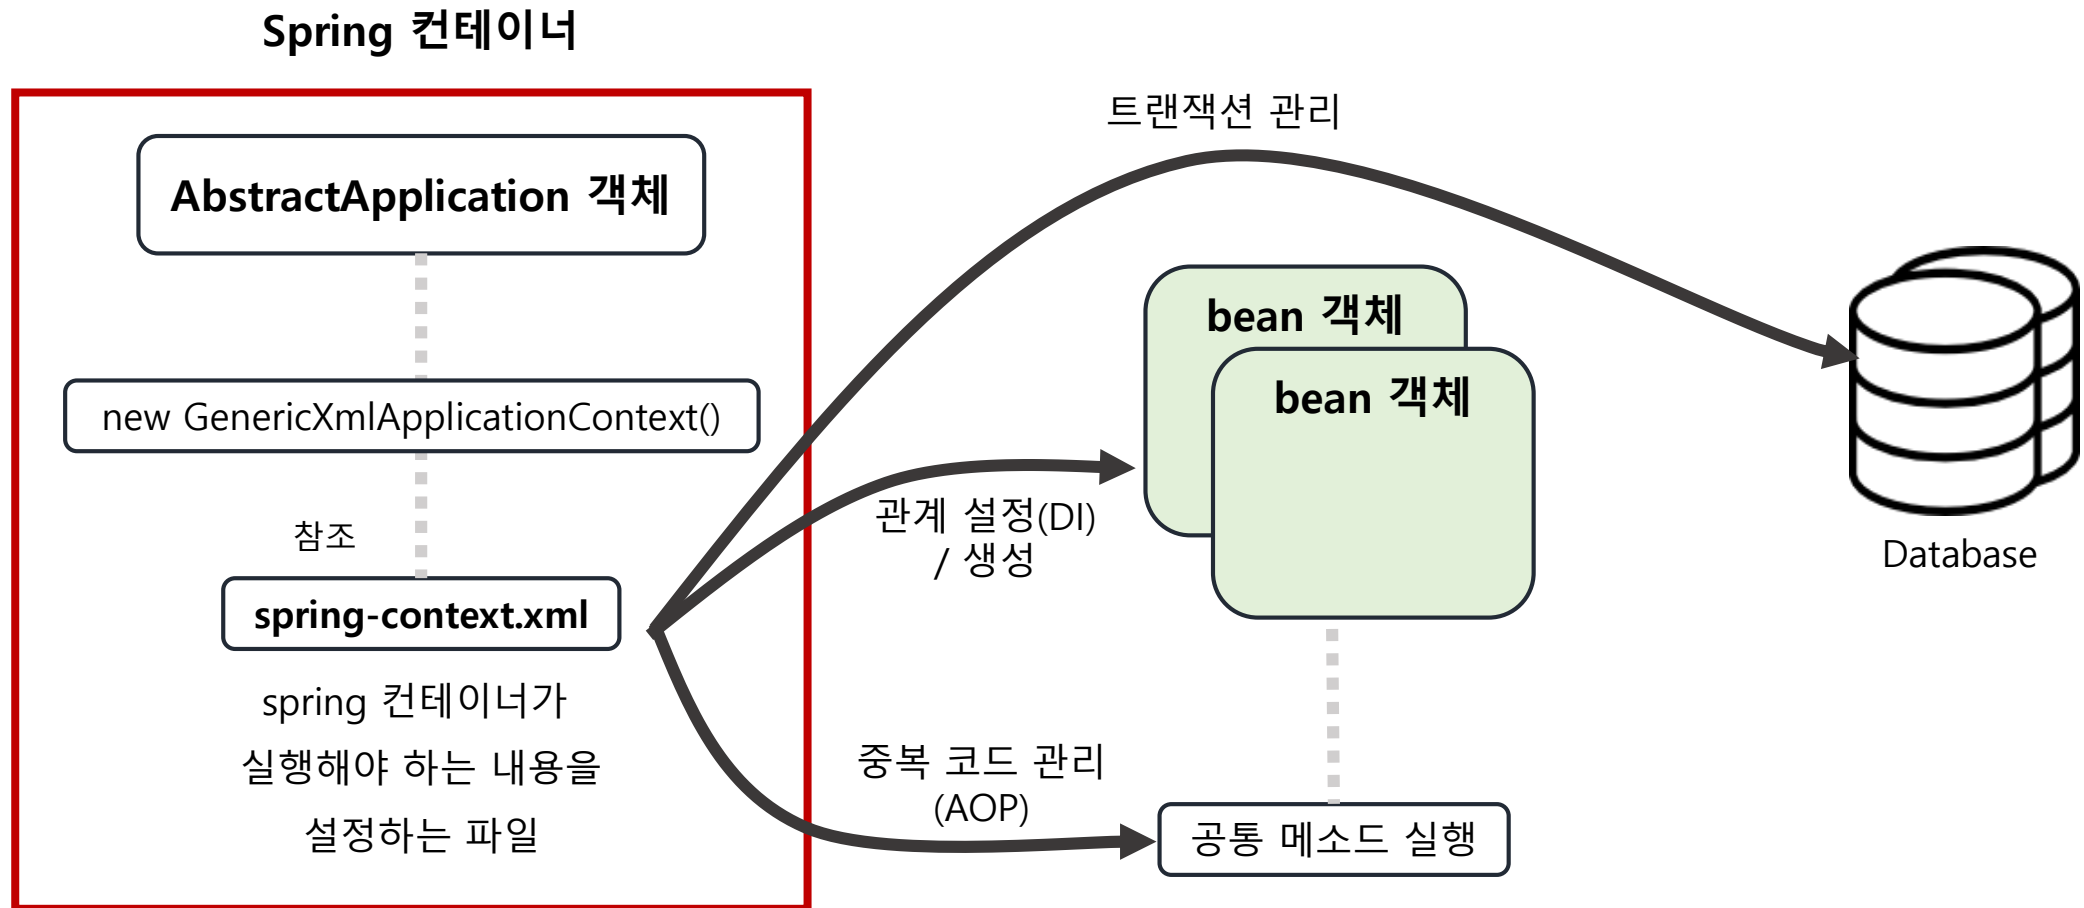 Spring 컨테이너
AbstractApplication 객체
new GenericXmlApplicationContext()
참조
spring-context.xml
spring 컨테이너가
실행해야 하는 내용을
설정하는 파일
트랜잭션 관리
관계 설정(DI)
/ 생성
중복 코드 관리
(AOP)
bean 객체
bean 객체
공통 메소드 실행
Database